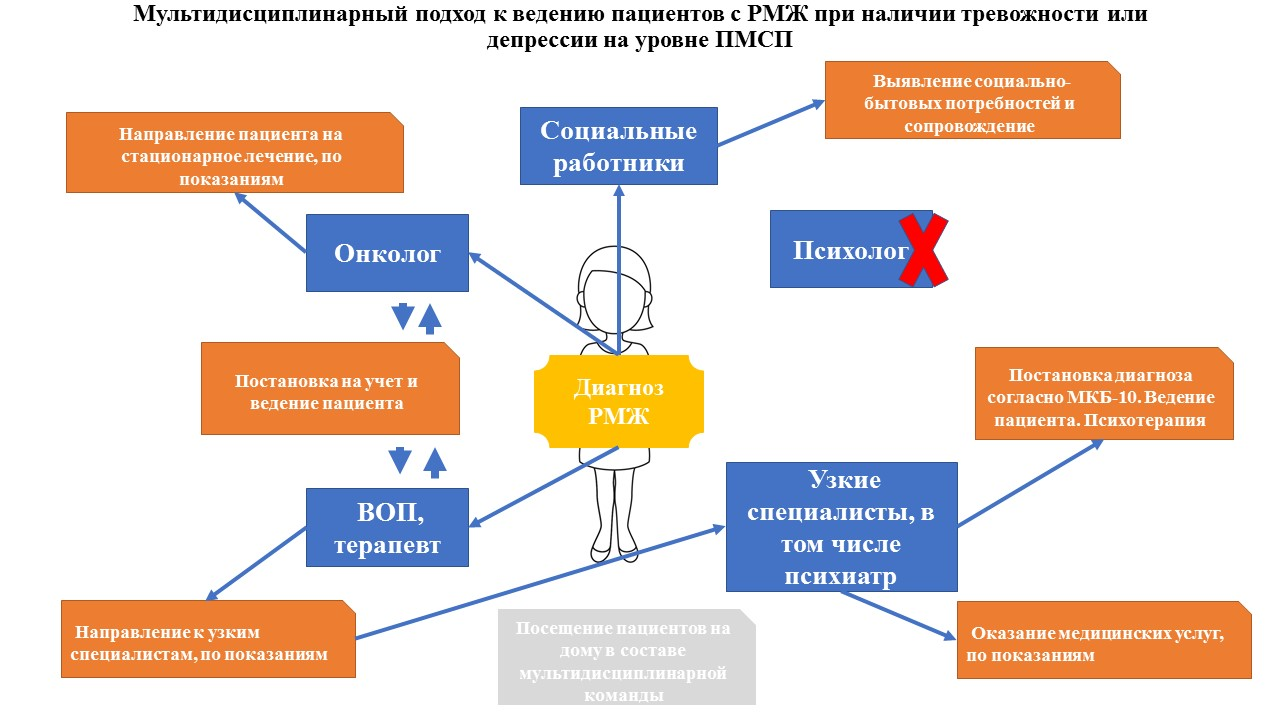 Мультидисциплинарный подход к ведению пациентов с РМЖ при наличии тревожности или
депрессии на уровне ПМСП
Выявление социально-
бытовых потребностей и
сопровождение
Социальные
работники
Направление пациента на
стационарное лечение, по
показаниям
Онколог
Психолог
Постановка на учет и
ведение пациента
Диагноз
РМЖ
Постановка диагноза
согласно МКБ-10. Ведение
пациента. Психотерапия
Узкие
специалисты, в
том числе
психиатр
ВОП,
терапевт
Направление к узким
специалистам, по показаниям
Посещение пациентов на
дому в составе
мультидисциплинарной
команды
Оказание медицинских услуг,
по показаниям